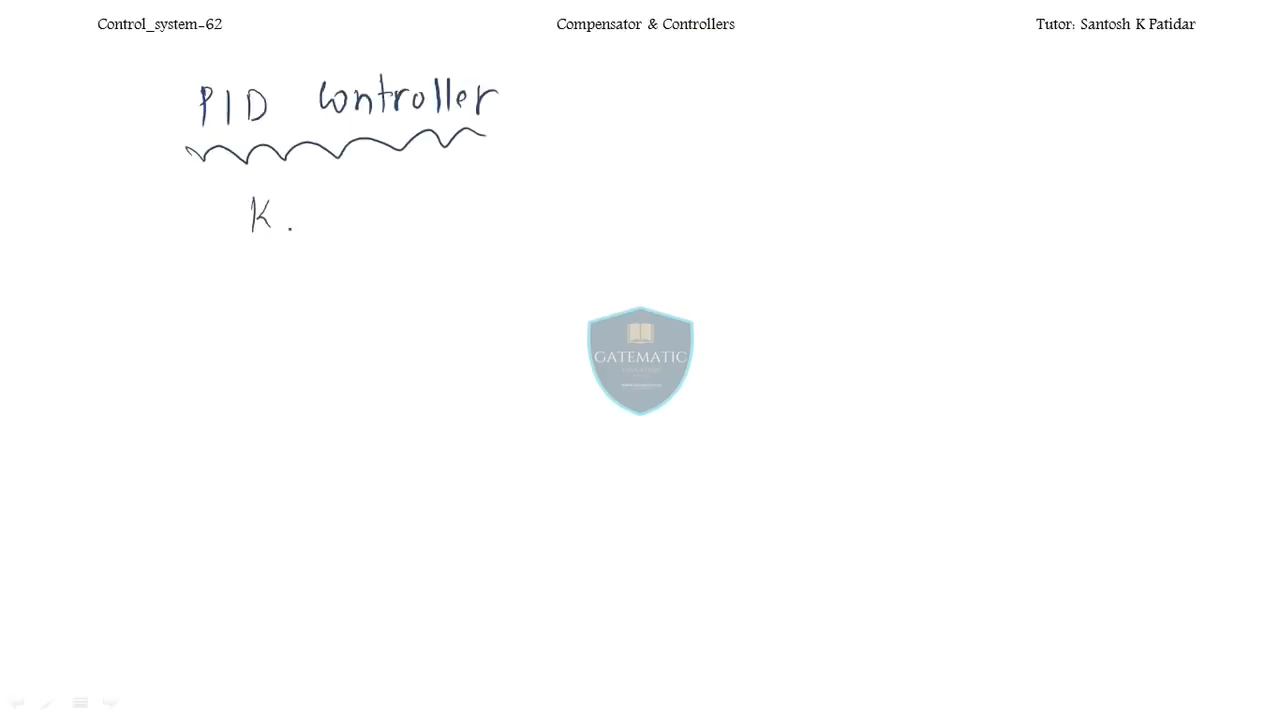 Control_system-62 Compensator & Controllers Tutor: Santosh K Patidar
PID Controller
K .
GATEMATIC